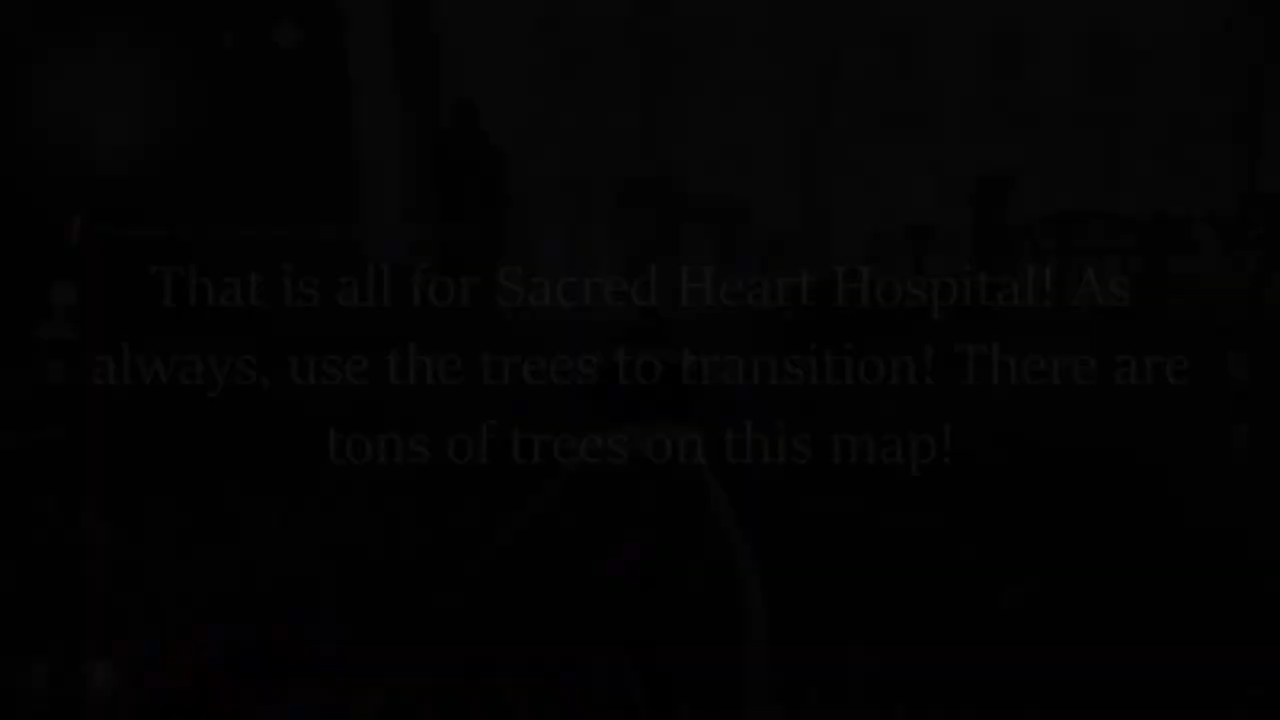 That is all for Sacred Heart Hospital! As
always, use the trees to transition! There are
tons of trees on this map!